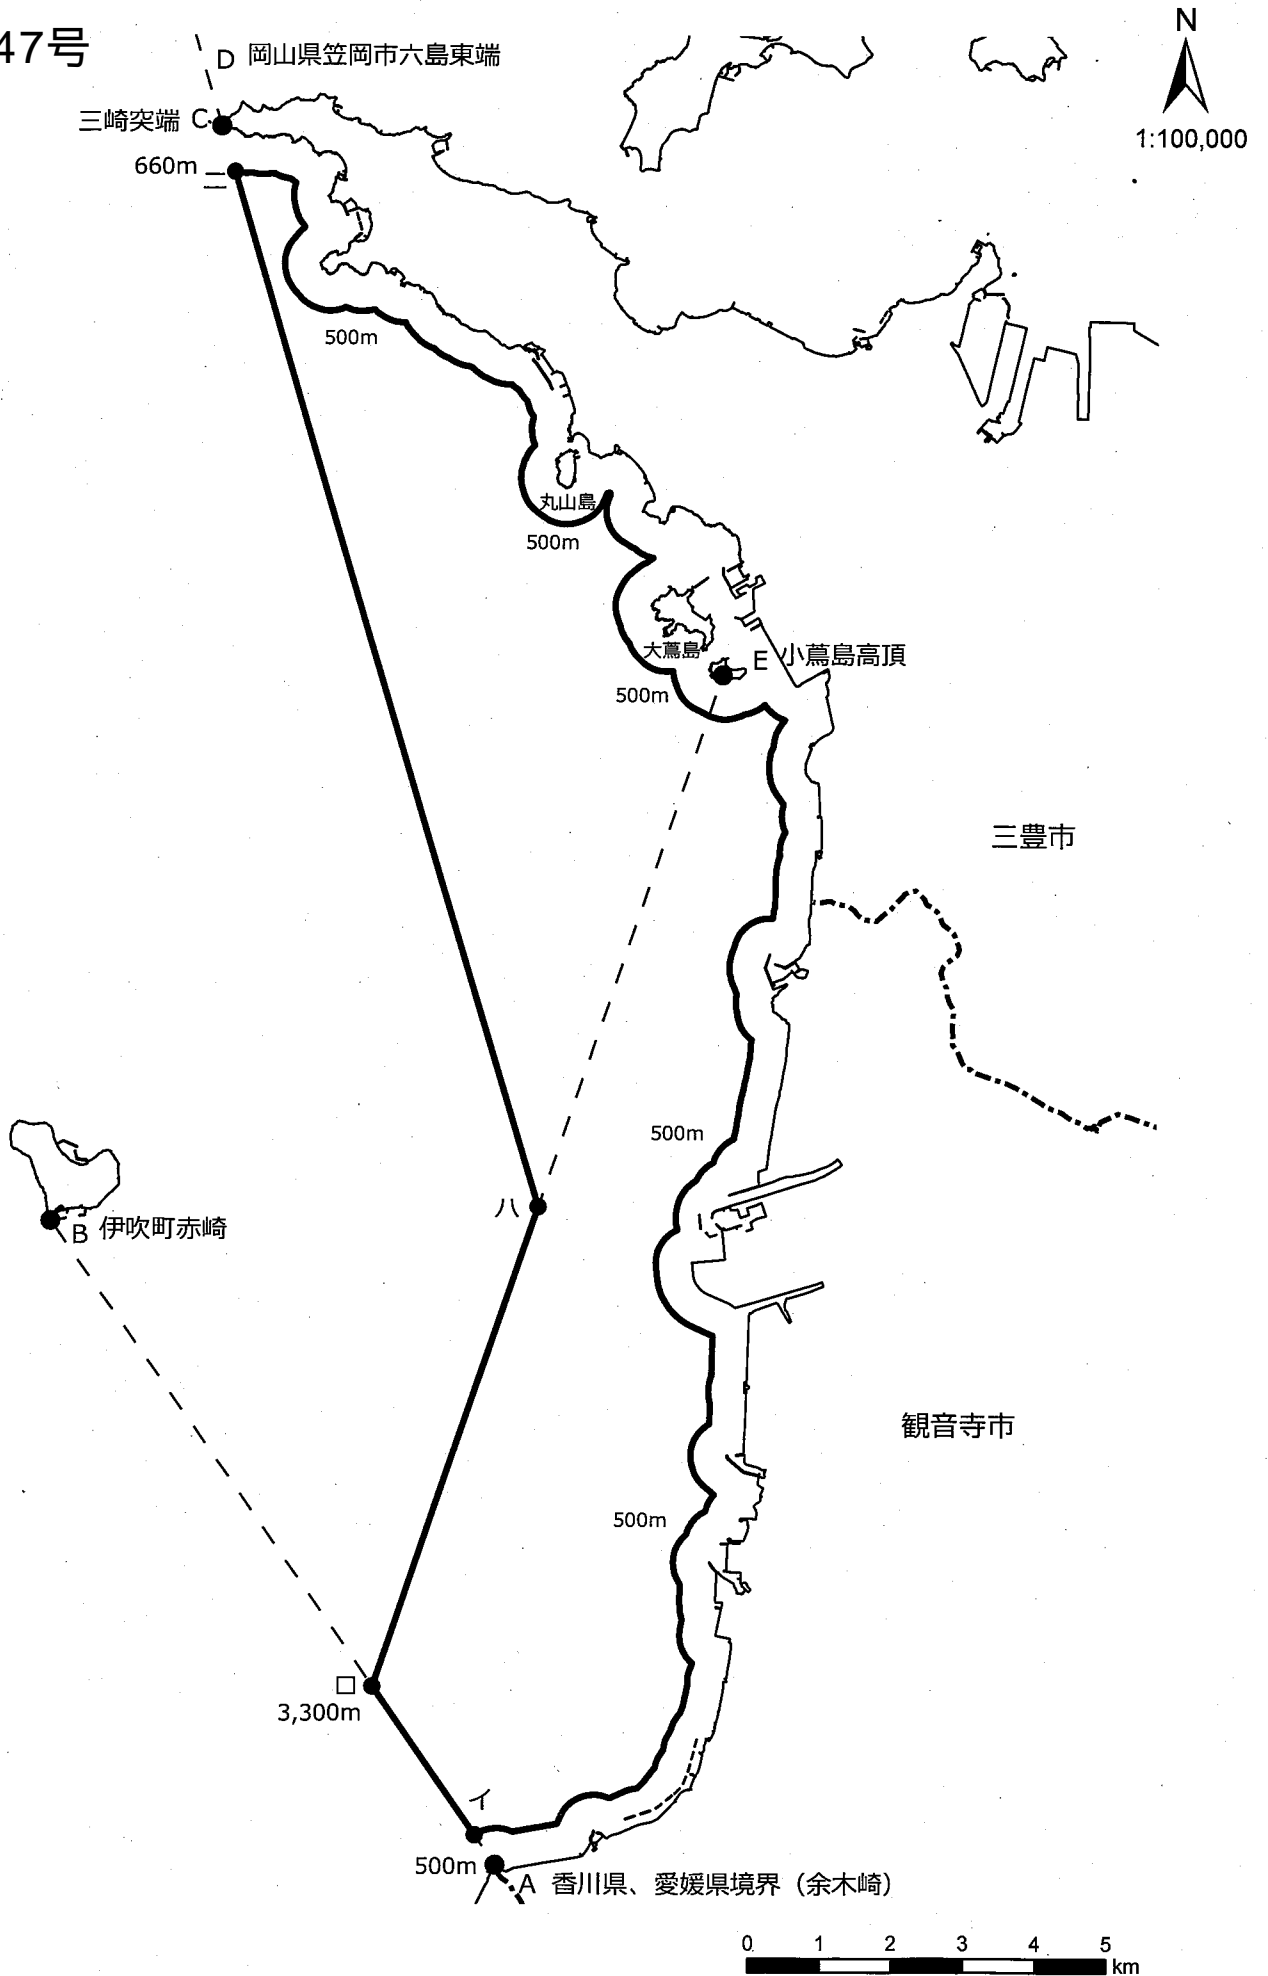 47号
N
1:100,000
D 岡山県笠岡市六島東端
三崎突端 C
660m
ニ
500m
丸山島
500m
大蔦島
E 小蔦島高頂
500m
三豊市
500m
ハ
B 伊吹町赤崎
観音寺市
500m
ロ
3,300m
イ
500m
A 香川県、愛媛県境界（余木崎）
0 1 2 3 4 5
km